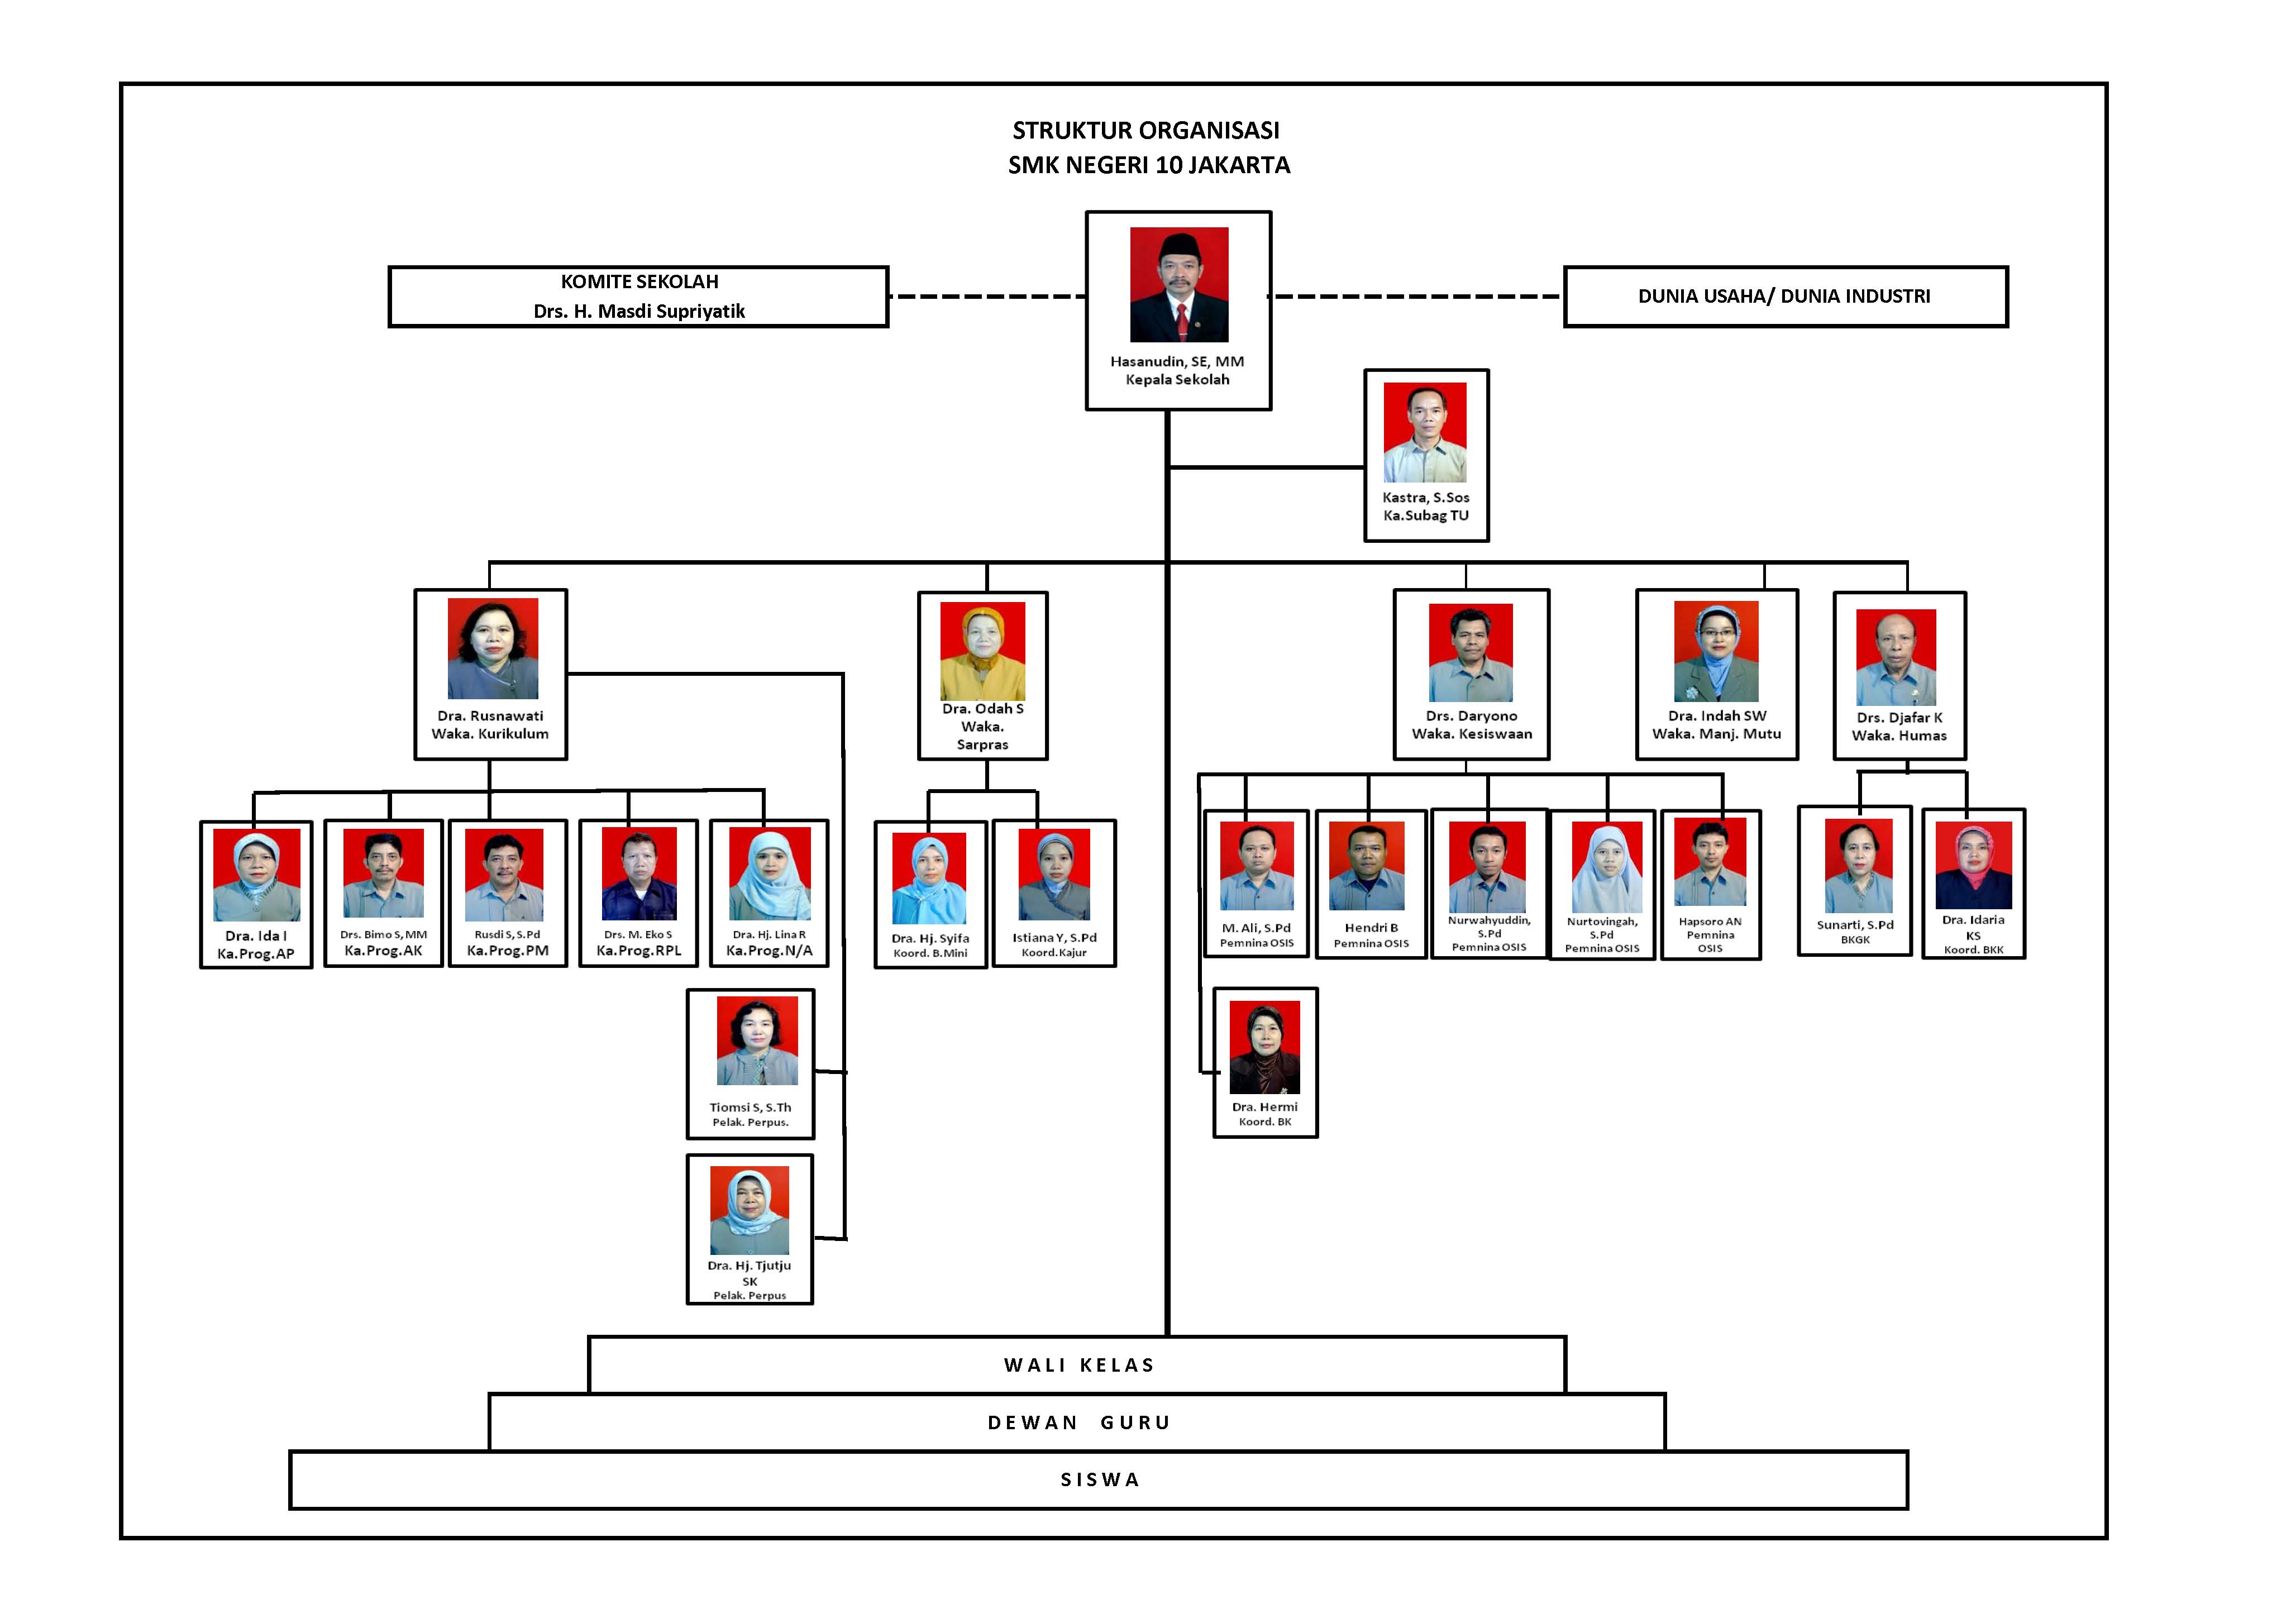 STRUKTUR ORGANISASI
SMK NEGERI 10 JAKARTA
KOMITE SEKOLAH
Drs. H. Masdi Supriyatik
DUNIA USAHA/ DUNIA INDUSTRI
Hasanudin, SE, MM
Kepala Sekolah
Kastra, S.Sos
Ka.Subag TU
Dra. Rusnawati
Waka. Kurikulum
Dra. Odah S
Waka.
Sarpras
Drs. Daryono
Waka. Kesiswaan
Dra. Indah SW
Waka. Manj. Mutu
Drs. Djafar K
Waka. Humas
Dra. Ida I
Ka.Prog.AP
Drs. Bimo S, MM
Ka.Prog.AK
Rusdi S, S.Pd
Ka.Prog.PM
Drs. M. Eko S
Ka.Prog.RPL
Dra. Hj. Lina R
Ka.Prog.N/A
Dra. Hj. Syifa
Koord. B.Mini
Istiana Y, S.Pd
Koord.Kajur
M. Ali, S.Pd
Pemnina OSIS
Hendri B
Pemnina OSIS
Nurwahyuddin,
S.Pd
Pemnina OSIS
Nurtovingah,
S.Pd
Pemnina OSIS
Hapsoro AN
Pemnina
OSIS
Sunarti, S.Pd
BKGK
Dra. Idaria
KS
Koord. BKK
Tiomsi S, S.Th
Pelak. Perpus.
Dra. Hermi
Koord. BK
Dra. Hj. Tjutju
SK
Pelak. Perpus
WALI KELAS
DEWAN GURU
SISWA